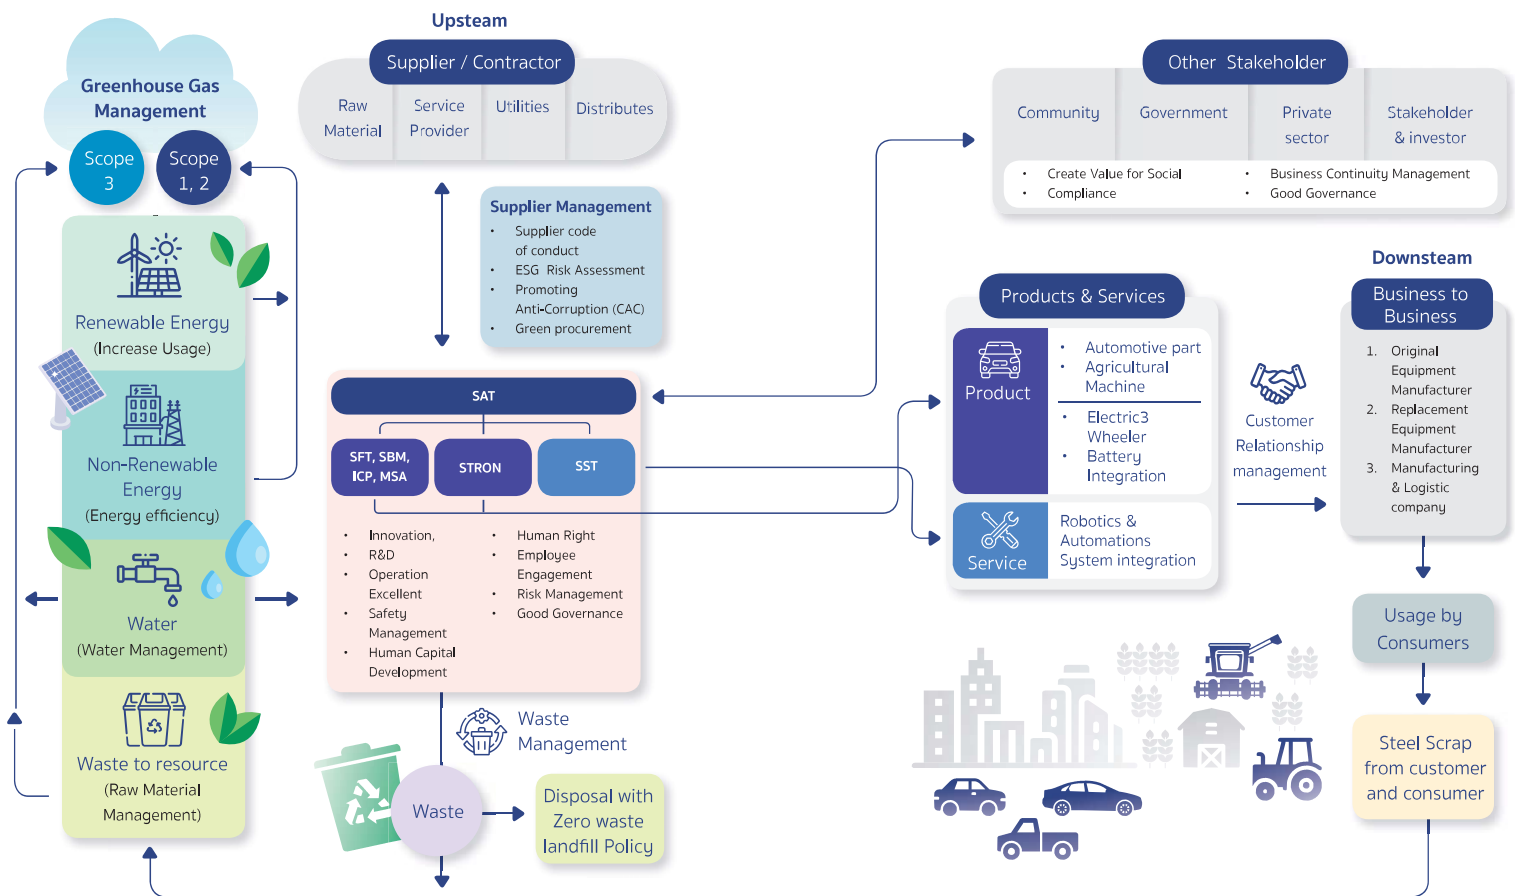 Greenhouse Gas
Management
Scope
3
Scope
1, 2
Renewable Energy
(Increase Usage)
Non-Renewable
Energy
(Energy efficiency)
Water
(Water Management)
Waste to resource
(Raw Material
Management)
Upsteam
Supplier / Contractor
Raw
Material
Service
Provider
Utilities
Distributes
Supplier Management
• Supplier code
of conduct
• ESG Risk Assessment
• Promoting
Anti-Corruption (CAC)
• Green procurement
SAT
SFT, SBM,
ICP, MSA
STRON
SST
• Innovation,
• R&D
• Operation
Excellent
• Safety
Management
• Human Capital
Development
• Human Right
• Employee
Engagement
• Risk Management
• Good Governance
Waste
Management
Waste
Disposal with
Zero waste
landfill Policy
Other Stakeholder
Community
Government
Private
sector
Stakeholder
& investor
• Create Value for Social
• Compliance
• Business Continuity Management
• Good Governance
Products & Services
Product
• Automotive part
• Agricultural
Machine
• Electric3
Wheeler
• Battery
Integration
Service
Robotics &
Automations
System integration
Customer
Relationship
management
Downsteam
Business to
Business
1. Original
Equipment
Manufacturer
2. Replacement
Equipment
Manufacturer
3. Manufacturing
& Logistic
company
Usage by
Consumers
Steel Scrap
from customer
and consumer